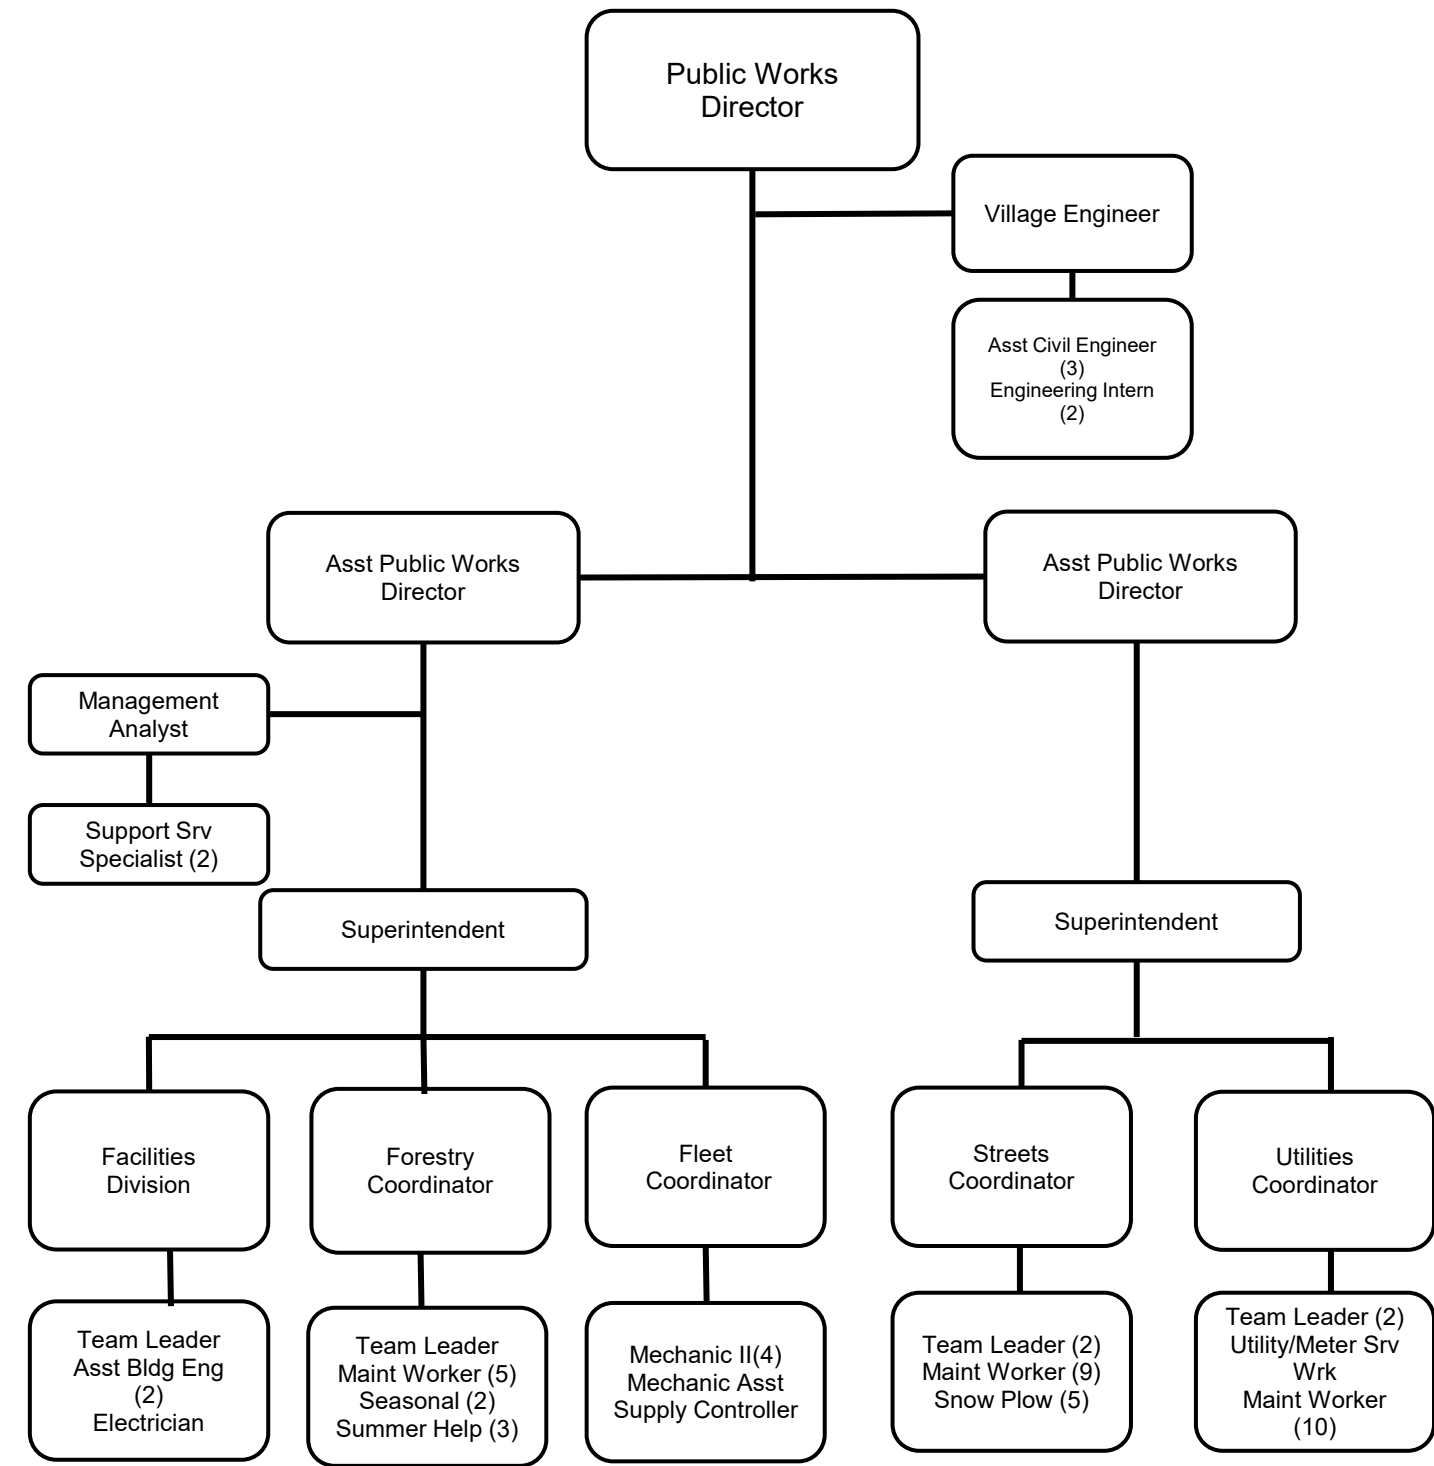 Public Works
Director
Village Engineer
Asst Civil Engineer
(3)
Engineering Intern
(2)
Asst Public Works
Director
Asst Public Works
Director
Management
Analyst
Support Srv
Specialist (2)
Superintendent
Superintendent
Facilities
Division
Forestry
Coordinator
Fleet
Coordinator
Streets
Coordinator
Utilities
Coordinator
Team Leader
Asst Bldg Eng
(2)
Electrician
Team Leader
Maint Worker (5)
Seasonal (2)
Summer Help (3)
Mechanic II(4)
Mechanic Asst
Supply Controller
Team Leader (2)
Maint Worker (9)
Snow Plow (5)
Team Leader (2)
Utility/Meter Srv
Wrk
Maint Worker
(10)